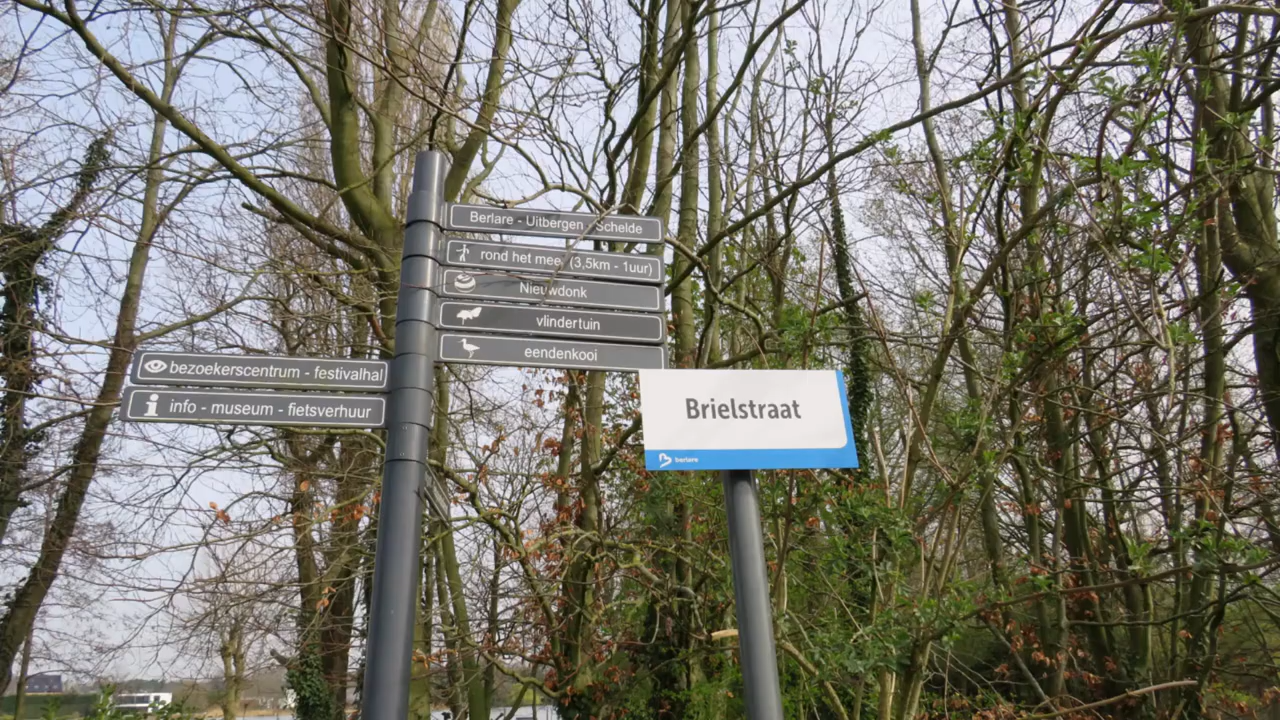 Berlare - Uitbergen - Schelde
rond het meer (3,5km - 1uur)
Nieuwdonk
vlindertuin
eendenkooi
bezoekerscentrum - festivalhal
info - museum - fietsverhuur
Brielstraat
berlare